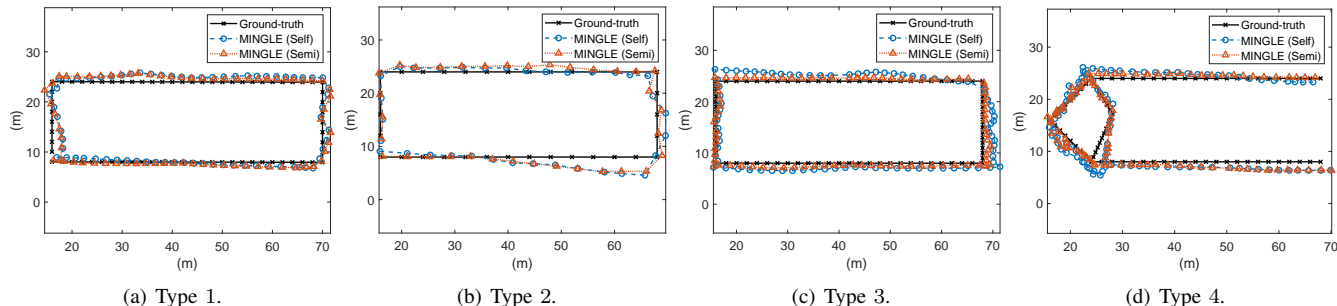 Ground-truth
MINGLE (Self)
MINGLE (Semi)
30
20
10
0
(m)
20
30
40
50
60
70
(m)
(a) Type 1.
Ground-truth
MINGLE (Self)
MINGLE (Semi)
30
20
10
0
(m)
20
30
40
50
60
(m)
(b) Type 2.
Ground-truth
MINGLE (Self)
MINGLE (Semi)
30
20
10
0
(m)
20
30
40
50
60
70
(m)
(c) Type 3.
Ground-truth
MINGLE (Self)
MINGLE (Semi)
30
20
10
0
(m)
20
30
40
50
60
70
(m)
(d) Type 4.